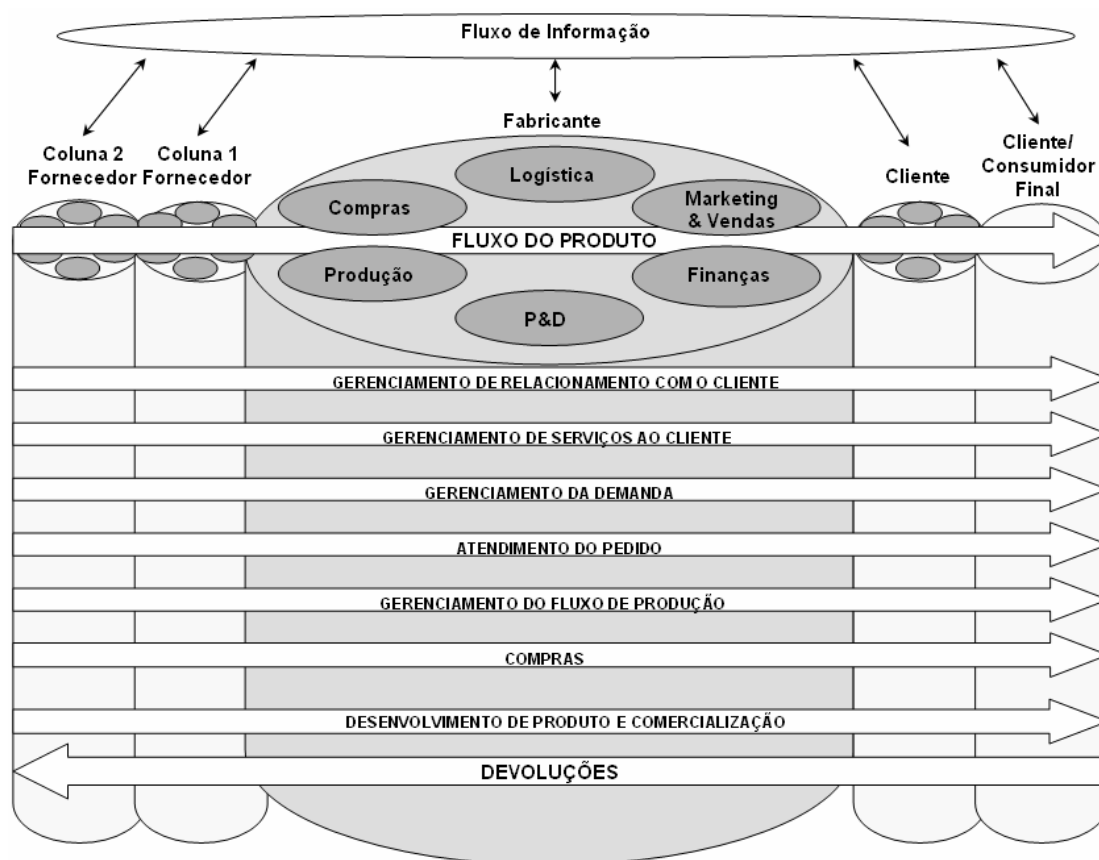 Fluxo de Informação
Fabricante
Coluna 2
Fornecedor
Coluna 1
Fornecedor
Cliente
Cliente/
Consumidor
Final
Logística
Compras
Marketing
& Vendas
FLUXO DO PRODUTO
Produção
Finanças
P&D
GERENCIAMENTO DE RELACIONAMENTO COM O CLIENTE
GERENCIAMENTO DE SERVIÇOS AO CLIENTE
GERENCIAMENTO DA DEMANDA
ATENDIMENTO DO PEDIDO
GERENCIAMENTO DO FLUXO DE PRODUÇÃO
COMPRAS
DESENVOLVIMENTO DE PRODUTO E COMERCIALIZAÇÃO
DEVOLUÇÕES